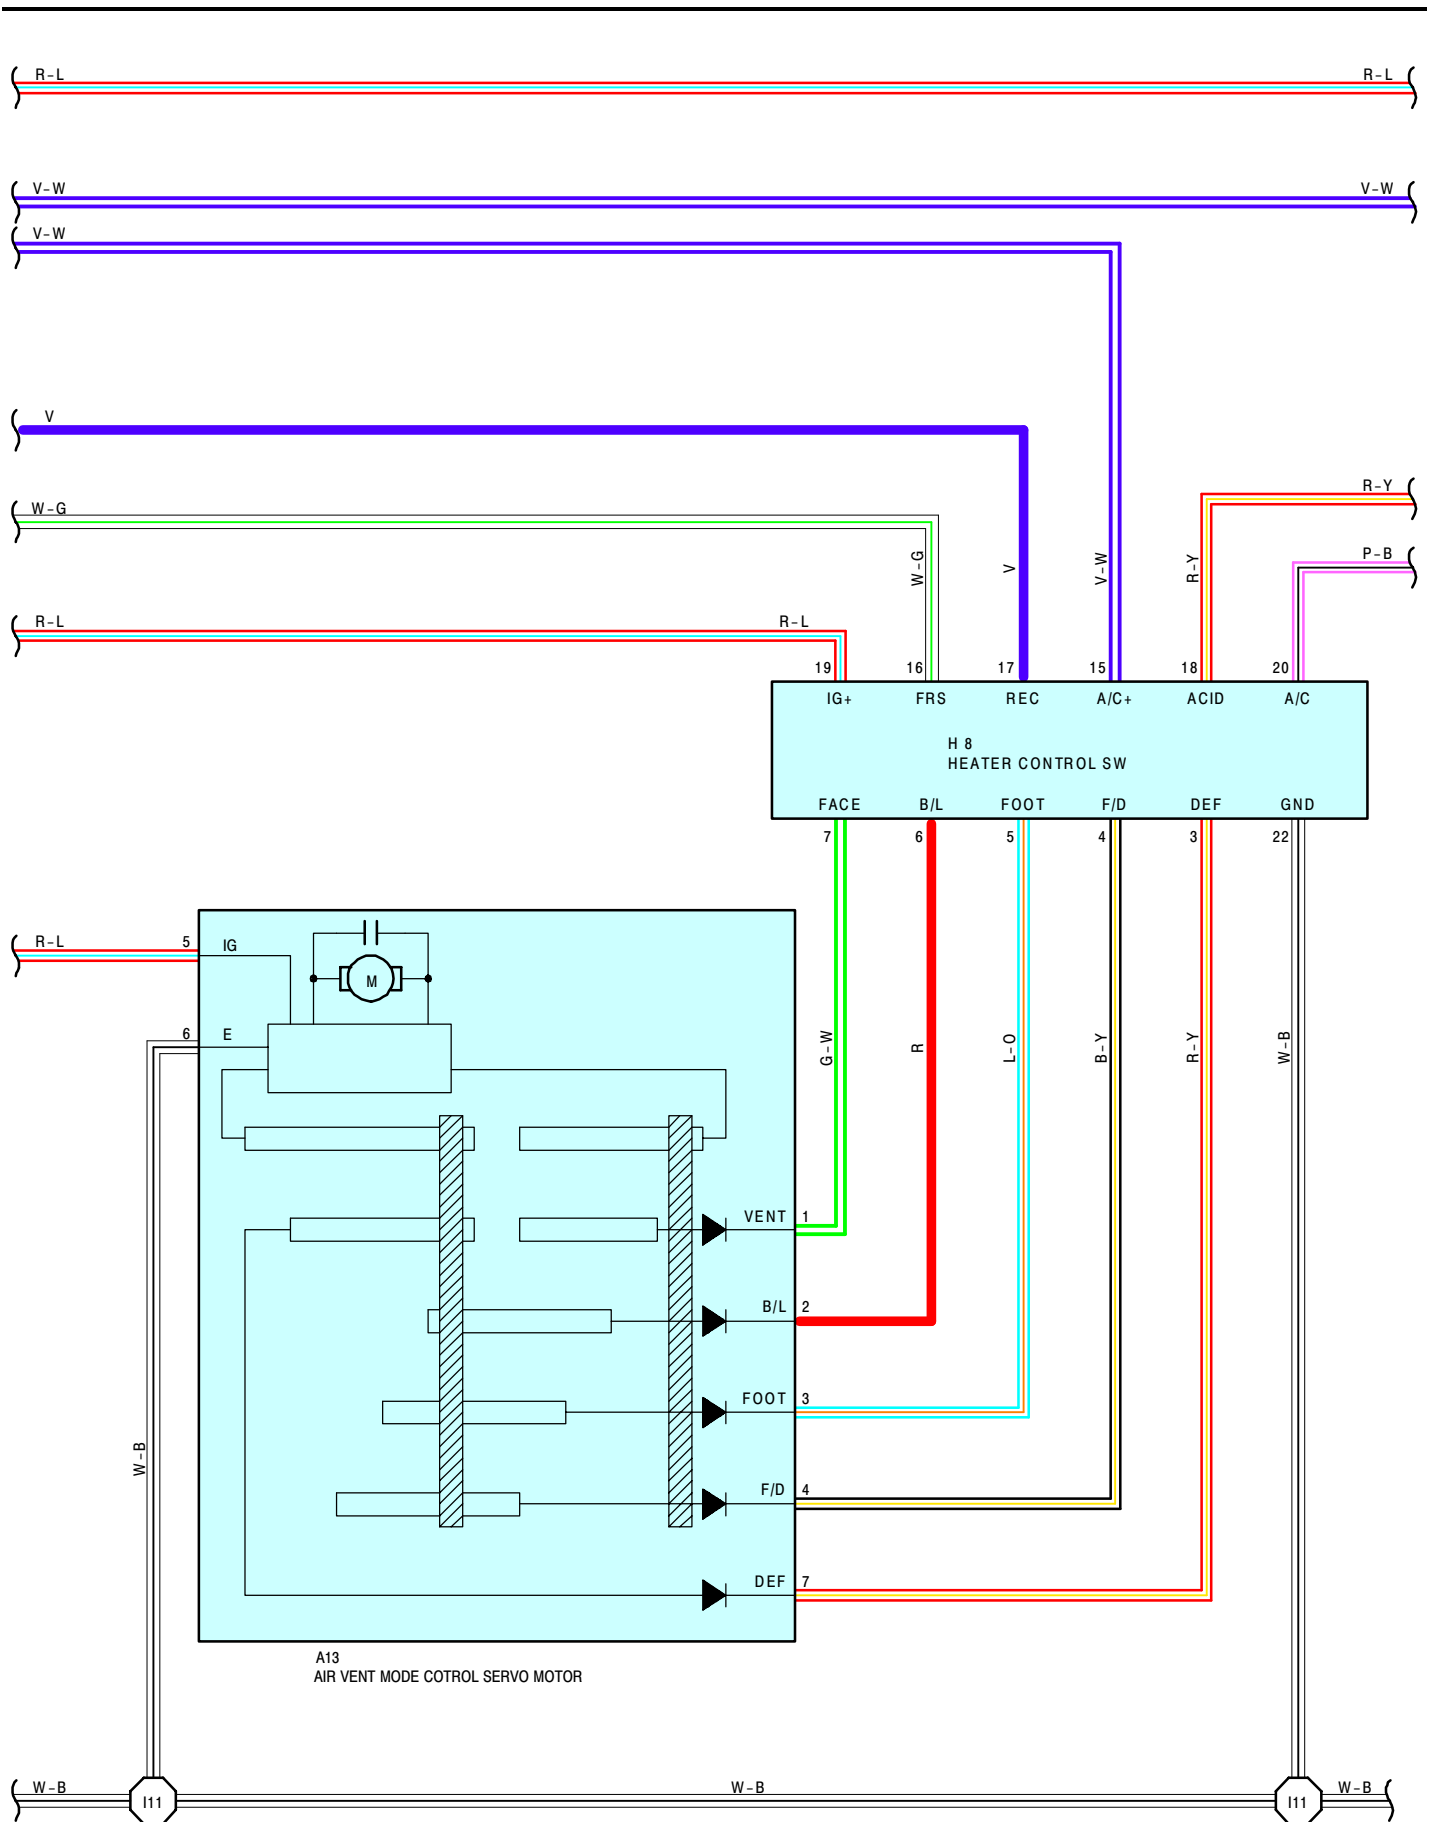 R-L R-L
V-W V-W
V-W
V
R-Y
W-G
P-B
W-G V V-W R-Y
R-L R-L
19 16 17 15 18 20
IG+ FRS REC A/C+ ACID A/C
H 8
HEATER CONTROL SW
FACE B/L FOOT F/D DEF GND
7 6 5 4 3 22
R-L 5 IG
M
6 E
G-W R L-O B-Y R-Y W-B
VENT 1
B/L 2
FOOT 3
W-B
F/D 4
DEF 7
A13
AIR VENT MODE COTROL SERVO MOTOR
W-B W-B W-B
I11 I11